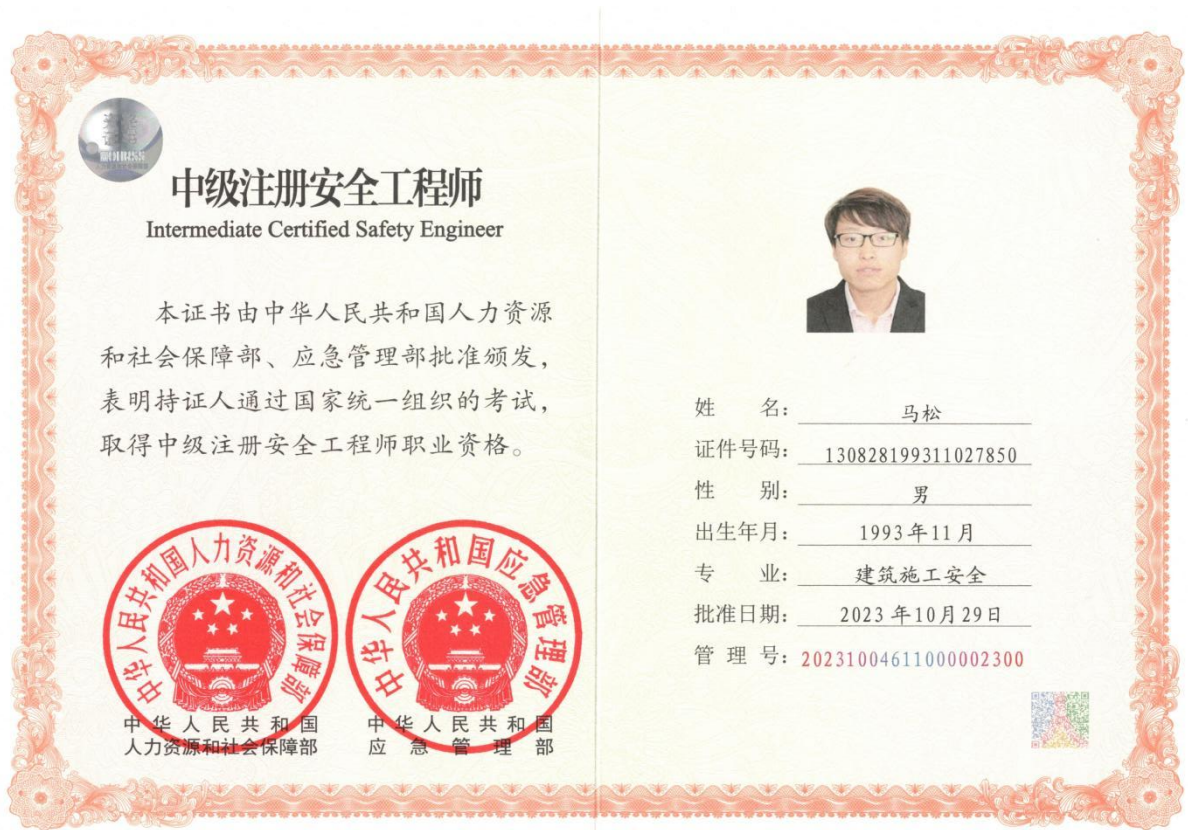 中级注册安全工程师
Intermediate Certified Safety Engineer
本证书由中华人民共和国人力资源
和社会保障部、应急管理部批准颁发,
表明持证人通过国家统一组织的考试,
取得中级注册安全工程师职业资格。
中华人民共和国人力资源和社会保障部
中华人民共和国应急管理部
中华人民共和国
人力资源和社会保障部
中华人民共和国
应急管理部
姓 名: 马松
证件号码: 130828199311027850
性 别: 男
出生年月: 1993年11月
专 业: 建筑施工安全
批准日期: 2023年10月29日
管 理 号: 20231004611000002300